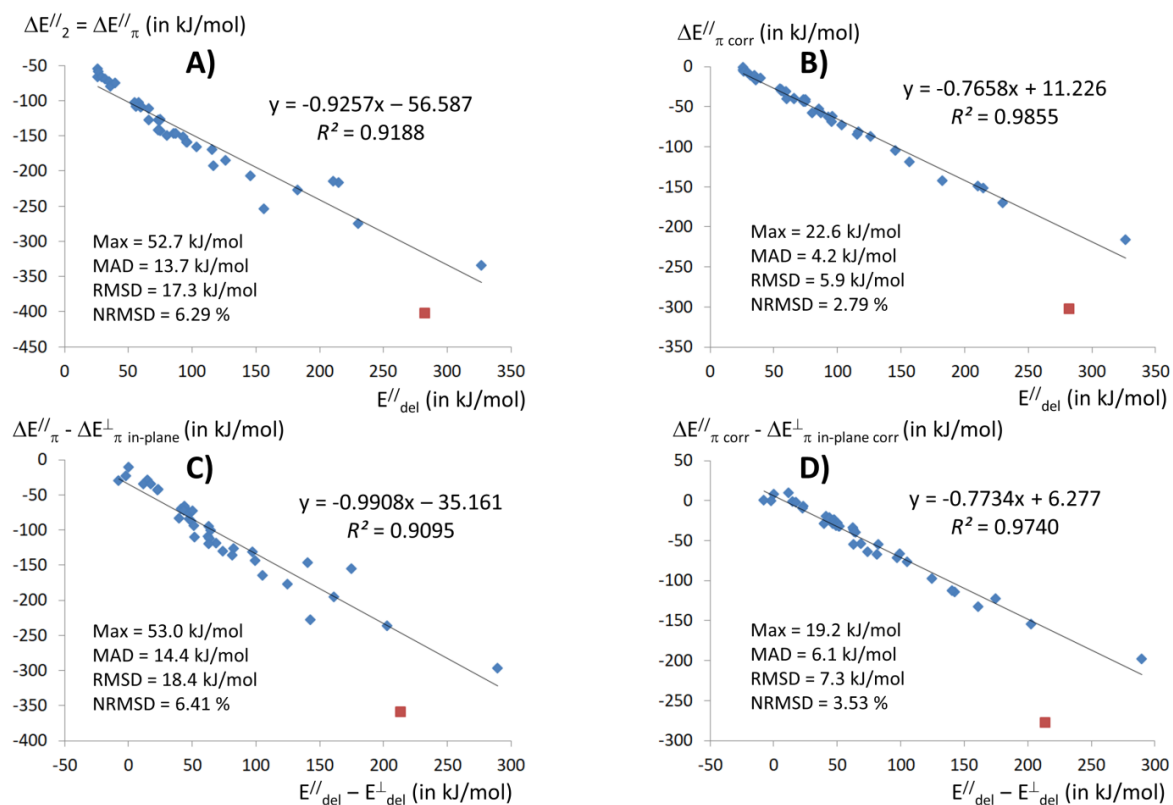 ΔE//₂ = ΔE//π (in kJ/mol)
A)
-50
-100
-150
-200
-250
-300
-350
-400
-450
y = -0.9257x – 56.587
R² = 0.9188
Max = 52.7 kJ/mol
MAD = 13.7 kJ/mol
RMSD = 17.3 kJ/mol
NRMSD = 6.29 %
0 50 100 150 200 250 300 350
E//del (in kJ/mol)
ΔE//π corr (in kJ/mol)
B)
0
-50
-100
-150
-200
-250
-300
-350
y = -0.7658x + 11.226
R² = 0.9855
Max = 22.6 kJ/mol
MAD = 4.2 kJ/mol
RMSD = 5.9 kJ/mol
NRMSD = 2.79 %
0 50 100 150 200 250 300 350
E//del (in kJ/mol)
ΔE//π - ΔE⊥π in-plane (in kJ/mol)
C)
0
-50
-100
-150
-200
-250
-300
-350
-400
y = -0.9908x – 35.161
R² = 0.9095
Max = 53.0 kJ/mol
MAD = 14.4 kJ/mol
RMSD = 18.4 kJ/mol
NRMSD = 6.41 %
-50 0 50 100 150 200 250 300
E//del – E⊥del (in kJ/mol)
ΔE//π corr - ΔE⊥π in-plane corr (in kJ/mol)
D)
50
0
-50
-100
-150
-200
-250
-300
y = -0.7734x + 6.277
R² = 0.9740
Max = 19.2 kJ/mol
MAD = 6.1 kJ/mol
RMSD = 7.3 kJ/mol
NRMSD = 3.53 %
-50 0 50 100 150 200 250 300
E//del – E⊥del (in kJ/mol)